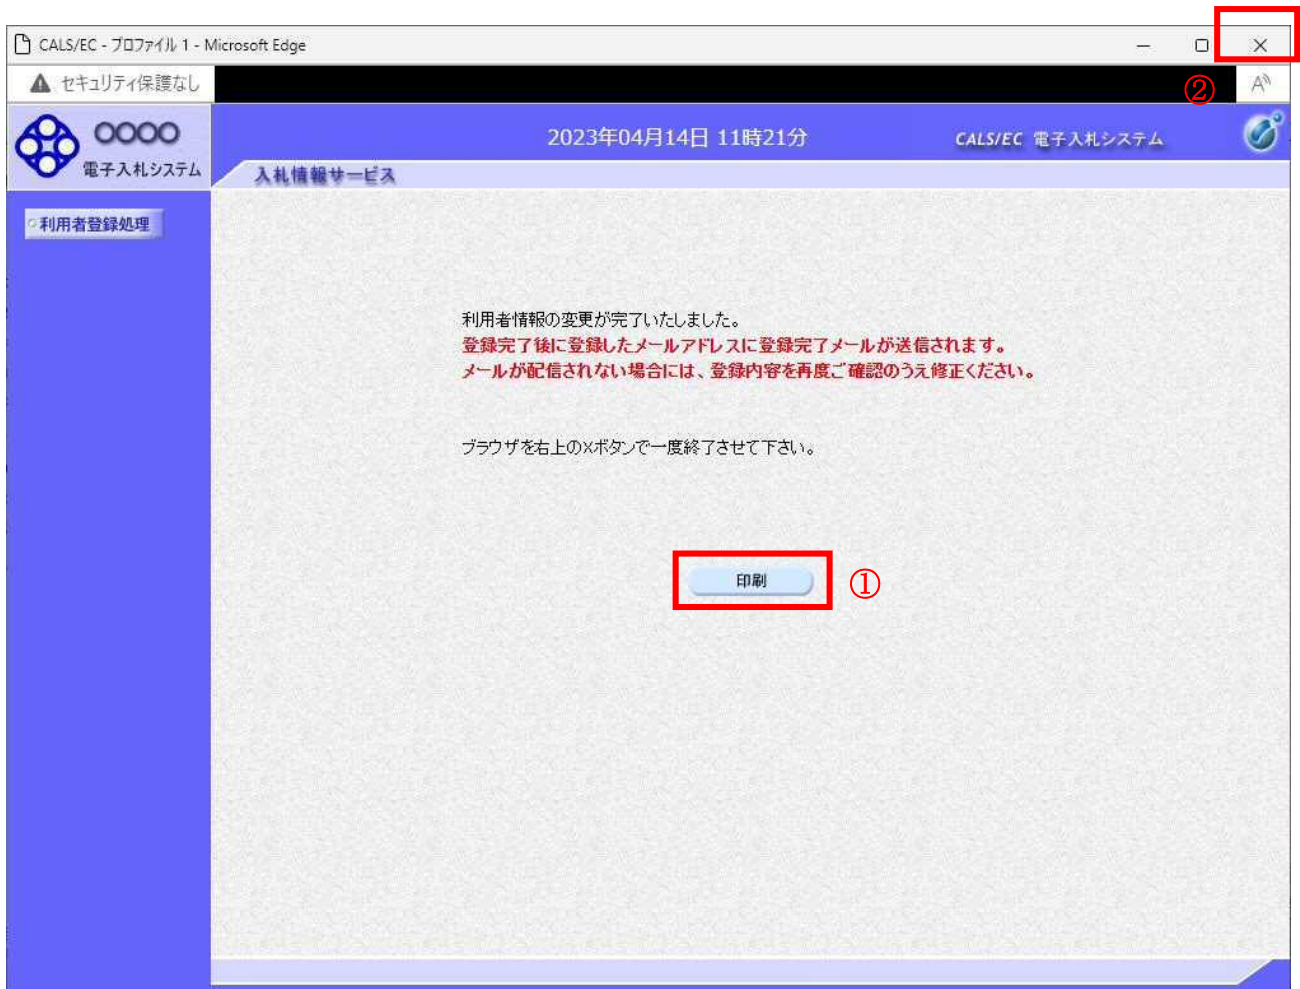 CALS/EC - プロファイル 1 - Microsoft Edge
セキュリティ保護なし
②
A
OOOO
電子入札システム
2023年04月14日 11時21分
CALS/EC 電子入札システム
入札情報サービス
利用者登録処理
利用者情報の変更が完了いたしました。
登録完了後に登録したメールアドレスに登録完了メールが送信されます。
メールが配信されない場合には、登録内容を再度ご確認のうえ修正ください。
ブラウザを右上の×ボタンで一度終了させて下さい。
印刷
①